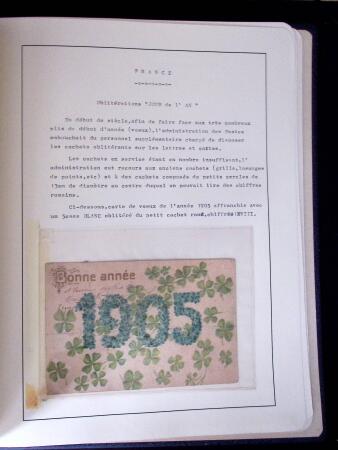 FRANCE
Oblitérations "JOUR de l' AN "
En début de siècle,afin de faire face aux très nombreux
plis de début d'année (voeux),l'administration des Postes
embauchait du personnel supplémentaire chargé de disposer
les cachets oblitérants sur les lettres et cartes.
Les cachets en service étant en nombre insuffisant,l'
administration eut recours aux anciens cachets (grille,losanges
de points,etc) et à des cachets composés de petits cercles de
13mm de diamètre au centre duquel on pouvait lire des chiffres
romains.
Ci-dessous,carte de voeux de l'année 1905 affranchie avec
un 5cent BLANC oblitéré du petit cachet rond,chiffré
Bonne année
1905